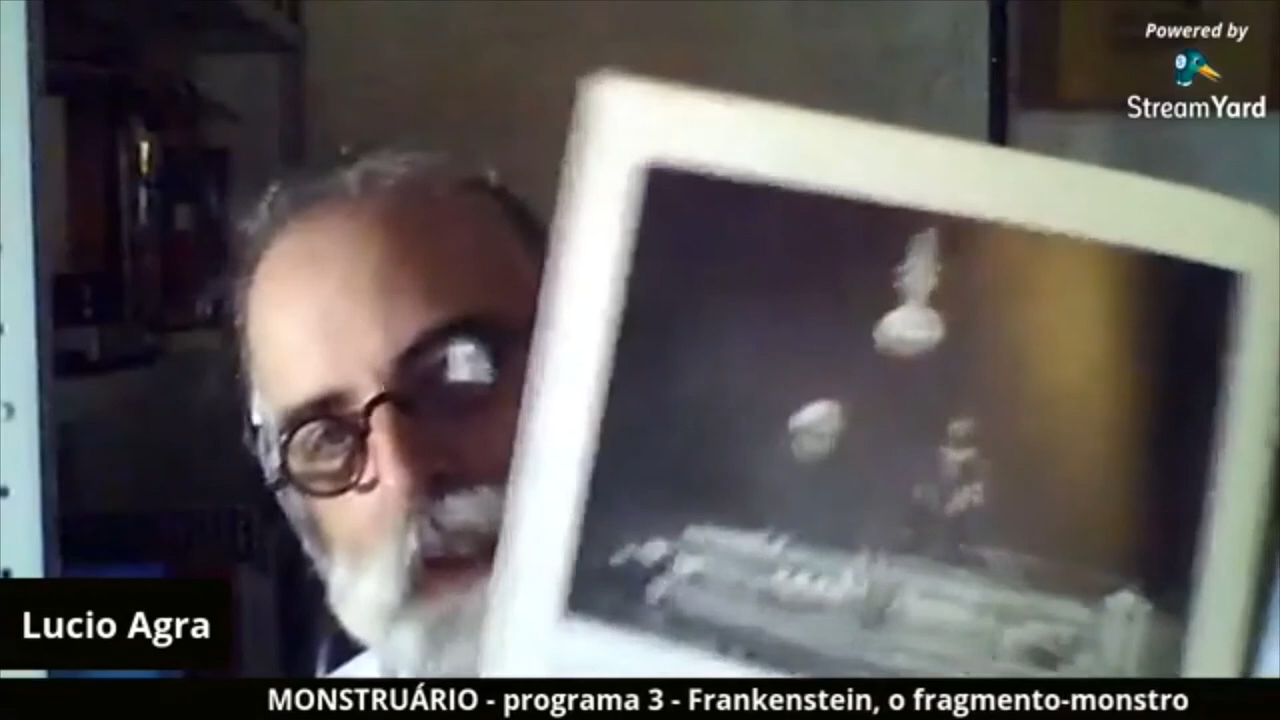 Powered by
StreamYard
Lucio Agra
MONSTRUÁRIO - programa 3 - Frankenstein, o fragmento-monstro